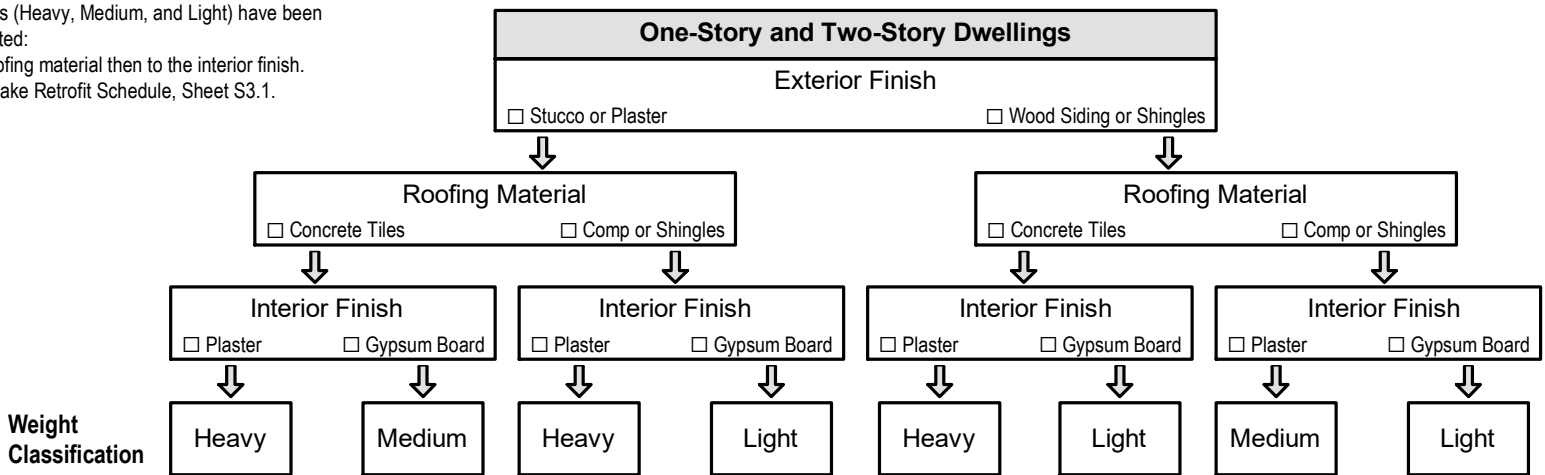 s (Heavy, Medium, and Light) have been
ted:
ofing material then to the interior finish.
ake Retrofit Schedule, Sheet S3.1.
One-Story and Two-Story Dwellings
Exterior Finish
☐ Stucco or Plaster ☐ Wood Siding or Shingles
Roofing Material Roofing Material
☐ Concrete Tiles ☐ Comp or Shingles ☐ Concrete Tiles ☐ Comp or Shingles
Interior Finish Interior Finish Interior Finish Interior Finish
☐ Plaster ☐ Gypsum Board ☐ Plaster ☐ Gypsum Board ☐ Plaster ☐ Gypsum Board ☐ Plaster ☐ Gypsum Board
Weight
Classification
Heavy Medium Heavy Light Heavy Light Medium Light